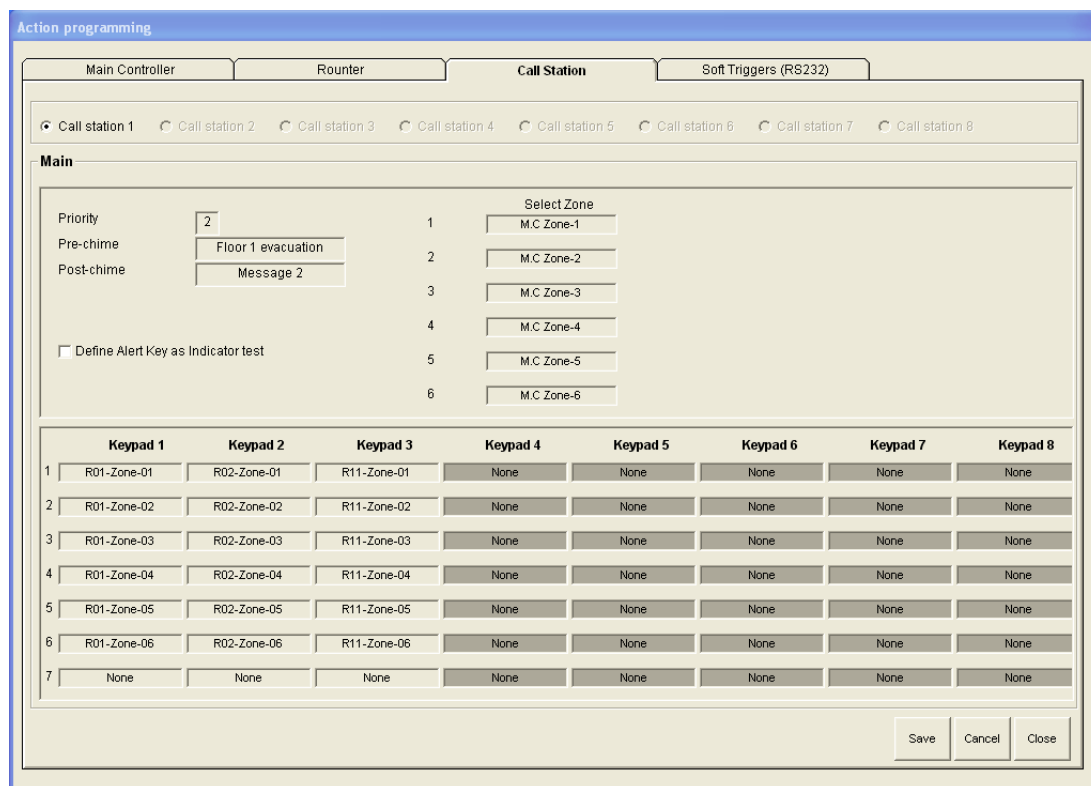 Action programming
Main Controller Rounter Call Station Soft Triggers (RS232)
Call station 1 Call station 2 Call station 3 Call station 4 Call station 5 Call station 6 Call station 7 Call station 8
Main
Select Zone
Priority 2 1 M.C Zone-1
Pre-chime Floor 1 evacuation
2 M.C Zone-2
Post-chime Message 2
3 M.C Zone-3
4 M.C Zone-4
Define Alert Key as Indicator test
5 M.C Zone-5
6 M.C Zone-6
Keypad 1 Keypad 2 Keypad 3 Keypad 4 Keypad 5 Keypad 6 Keypad 7 Keypad 8
1 R01-Zone-01 R02-Zone-01 R11-Zone-01 None None None None None
2 R01-Zone-02 R02-Zone-02 R11-Zone-02 None None None None None
3 R01-Zone-03 R02-Zone-03 R11-Zone-03 None None None None None
4 R01-Zone-04 R02-Zone-04 R11-Zone-04 None None None None None
5 R01-Zone-05 R02-Zone-05 R11-Zone-05 None None None None None
6 R01-Zone-06 R02-Zone-06 R11-Zone-06 None None None None None
7 None None None None None None None None
Save Cancel Close